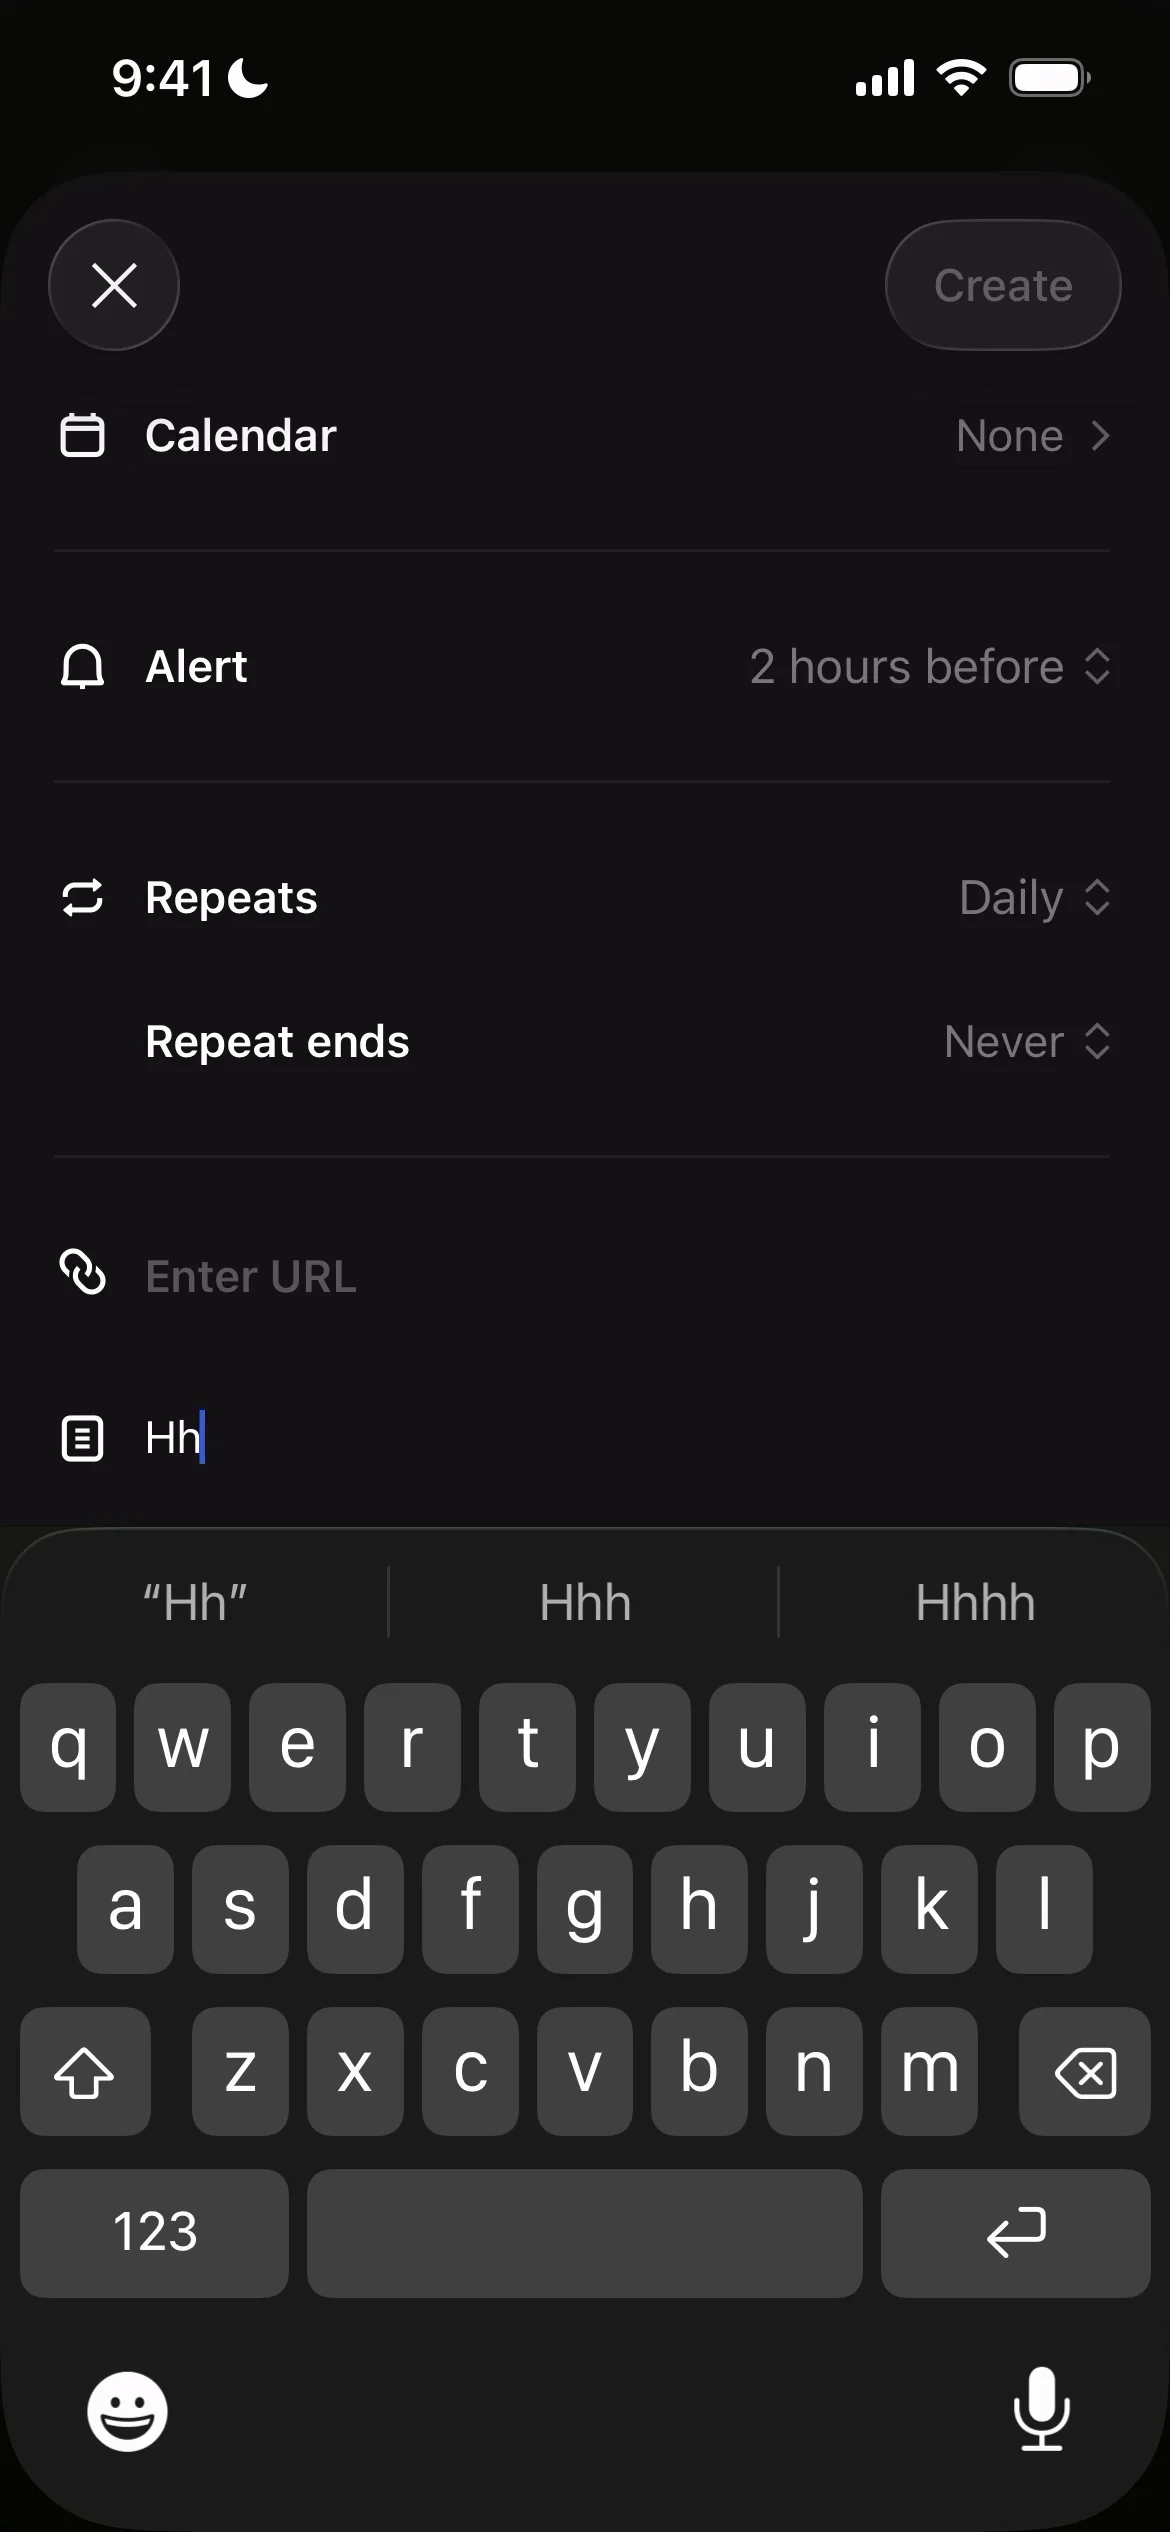 9:41
Create
Calendar None
Alert 2 hours before
Repeats Daily
Repeat ends Never
Enter URL
Hh
“Hh” Hhh Hhhh
q w e r t y u i o p
a s d f g h j k l
z x c v b n m
123